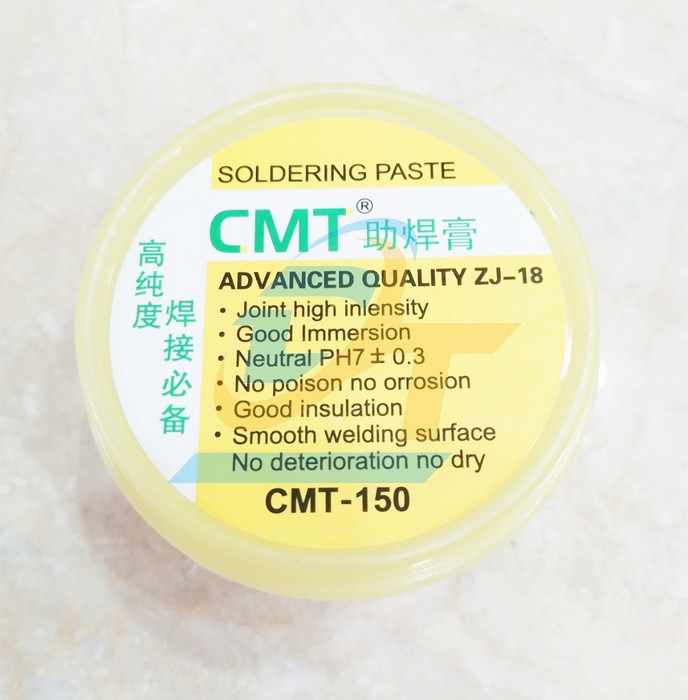 SOLDERING PASTE
CMT® 助焊膏
ADVANCED QUALITY ZJ-18
• Joint high inlensity
• Good Immersion
• Neutral PH7 ± 0.3
• No poison no orrosion
• Good insulation
• Smooth welding surface
No deterioration no dry
CMT-150
高纯度
焊接必备